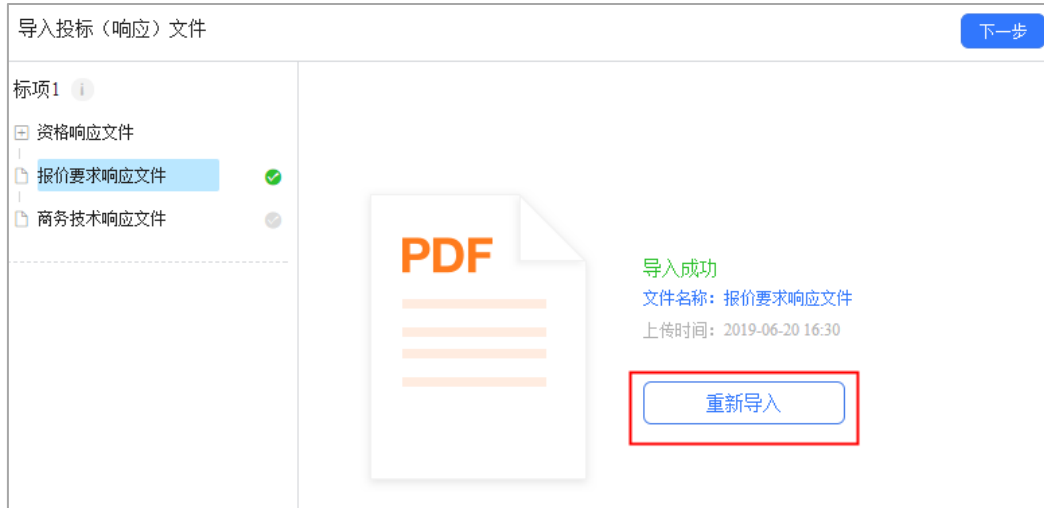 导入投标（响应）文件
下一步
标项1
资格响应文件
报价要求响应文件
商务技术响应文件
PDF
导入成功
文件名称：报价要求响应文件
上传时间：2019-06-20 16:30
重新导入